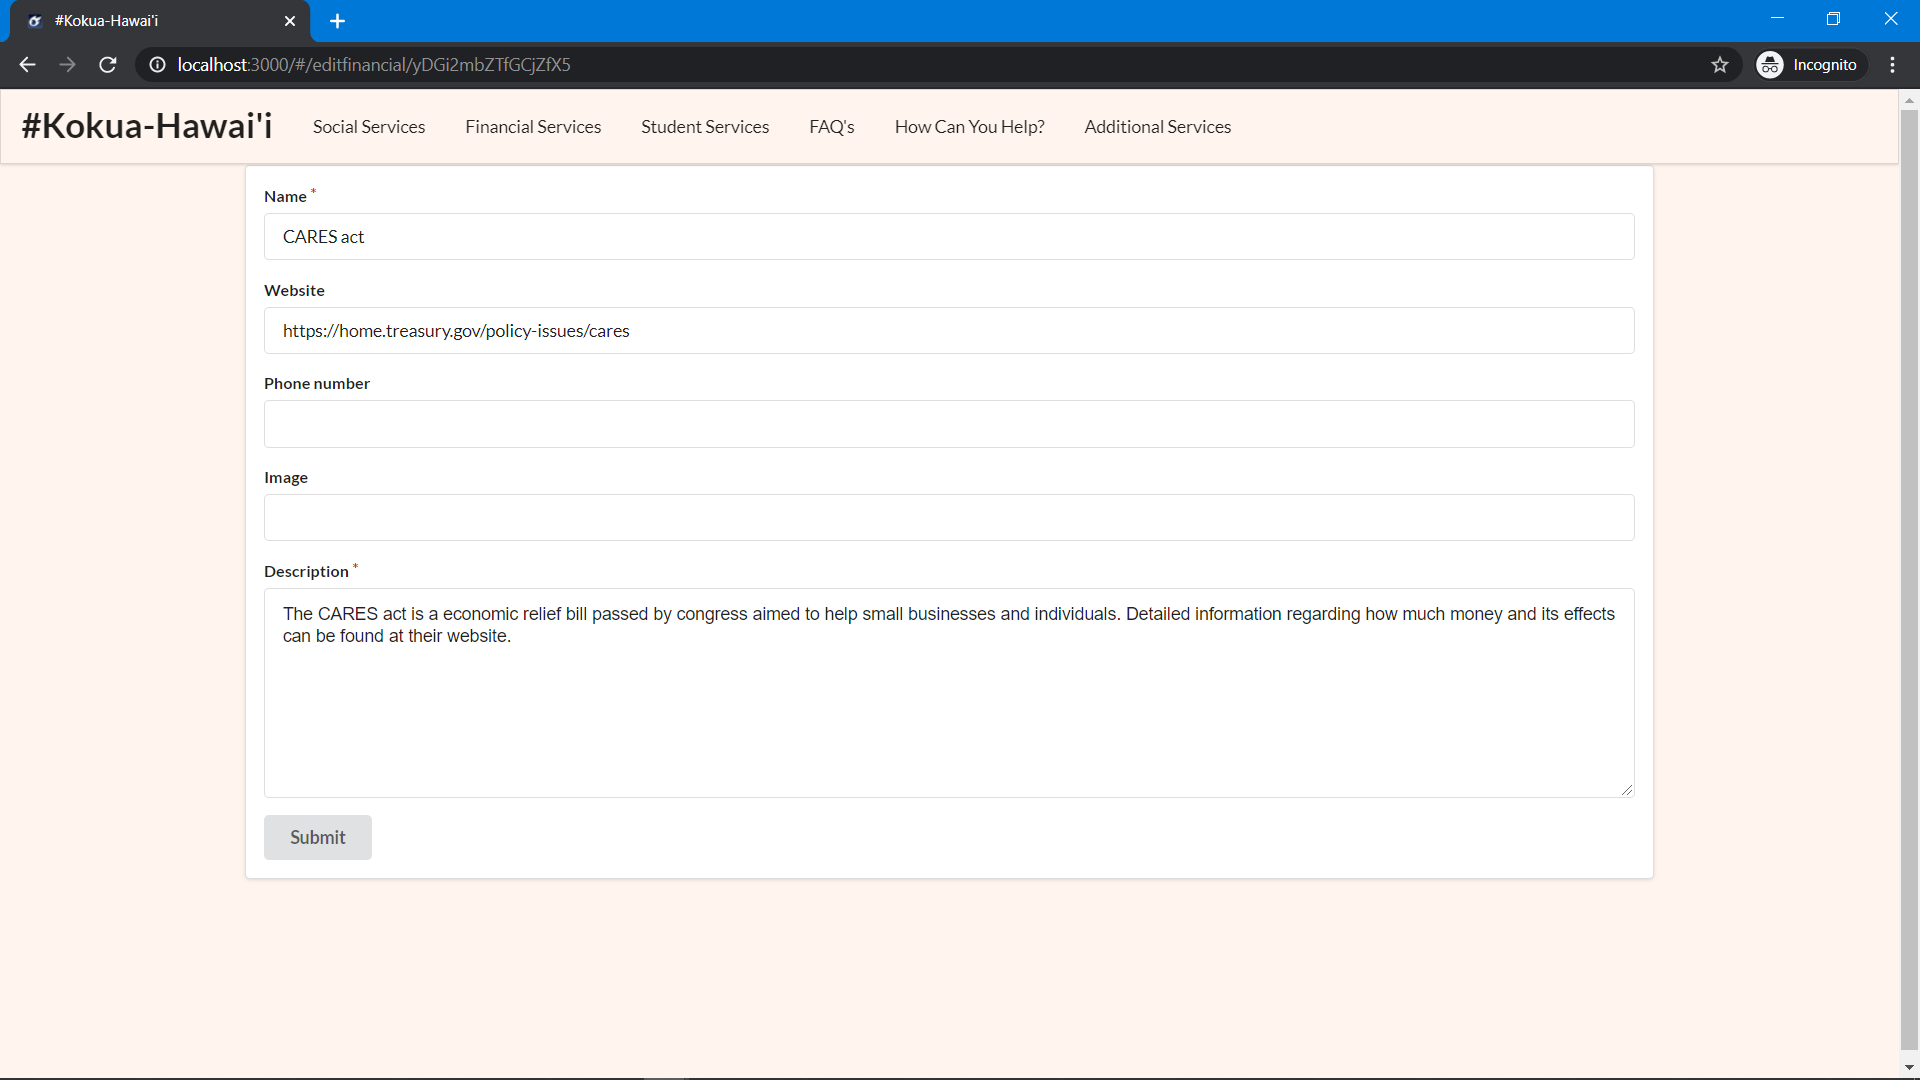 #Kokua-Hawai'i
localhost:3000/#/editfinancial/yDGi2mbZTfGCjZfX5
Incognito
#Kokua-Hawai'i
Social Services
Financial Services
Student Services
FAQ's
How Can You Help?
Additional Services
Name *
CARES act
Website
https://home.treasury.gov/policy-issues/cares
Phone number
Image
Description *
The CARES act is a economic relief bill passed by congress aimed to help small businesses and individuals. Detailed information regarding how much money and its effects
can be found at their website.
Submit